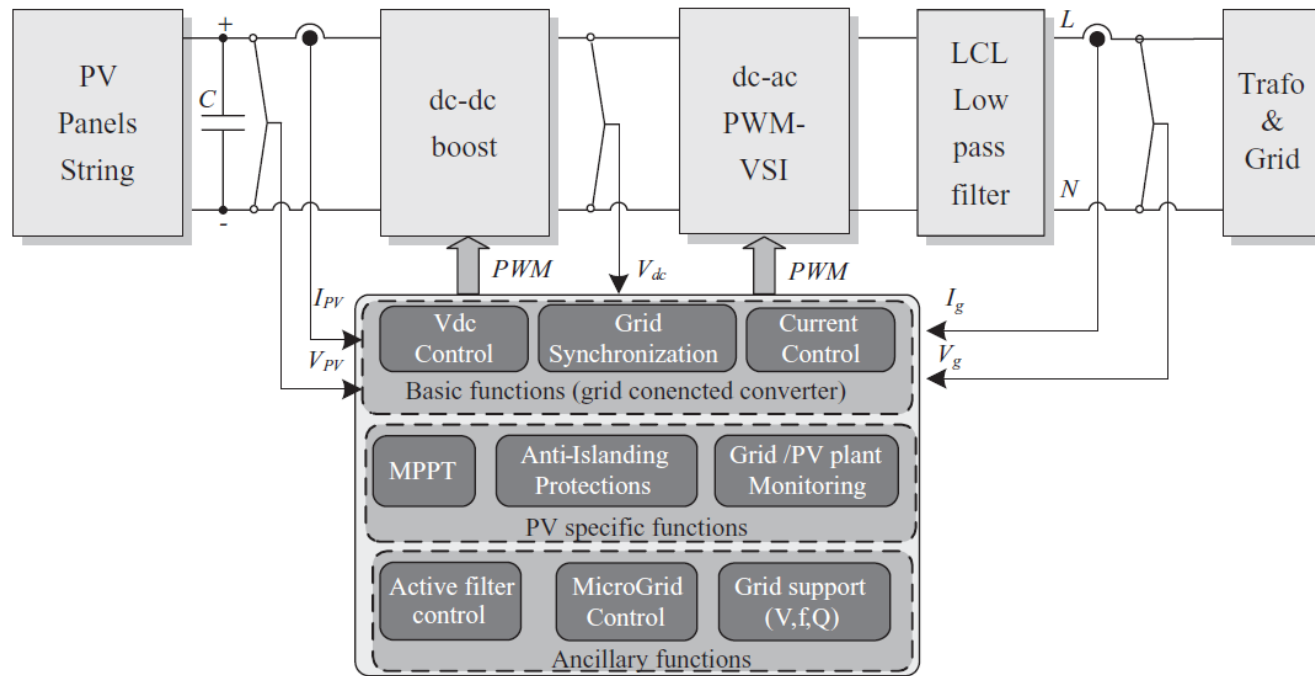 PV
Panels
String
+
C
-
dc-dc
boost
dc-ac
PWM-
VSI
LCL
Low
pass
filter
L
N
Trafo
&
Grid
PWM
V_dc
PWM
I_PV
V_PV
I_g
V_g
Vdc
Control
Grid
Synchronization
Current
Control
Basic functions (grid conencted converter)
MPPT
Anti-Islanding
Protections
Grid /PV plant
Monitoring
PV specific functions
Active filter
control
MicroGrid
Control
Grid support
(V,f,Q)
Ancillary functions